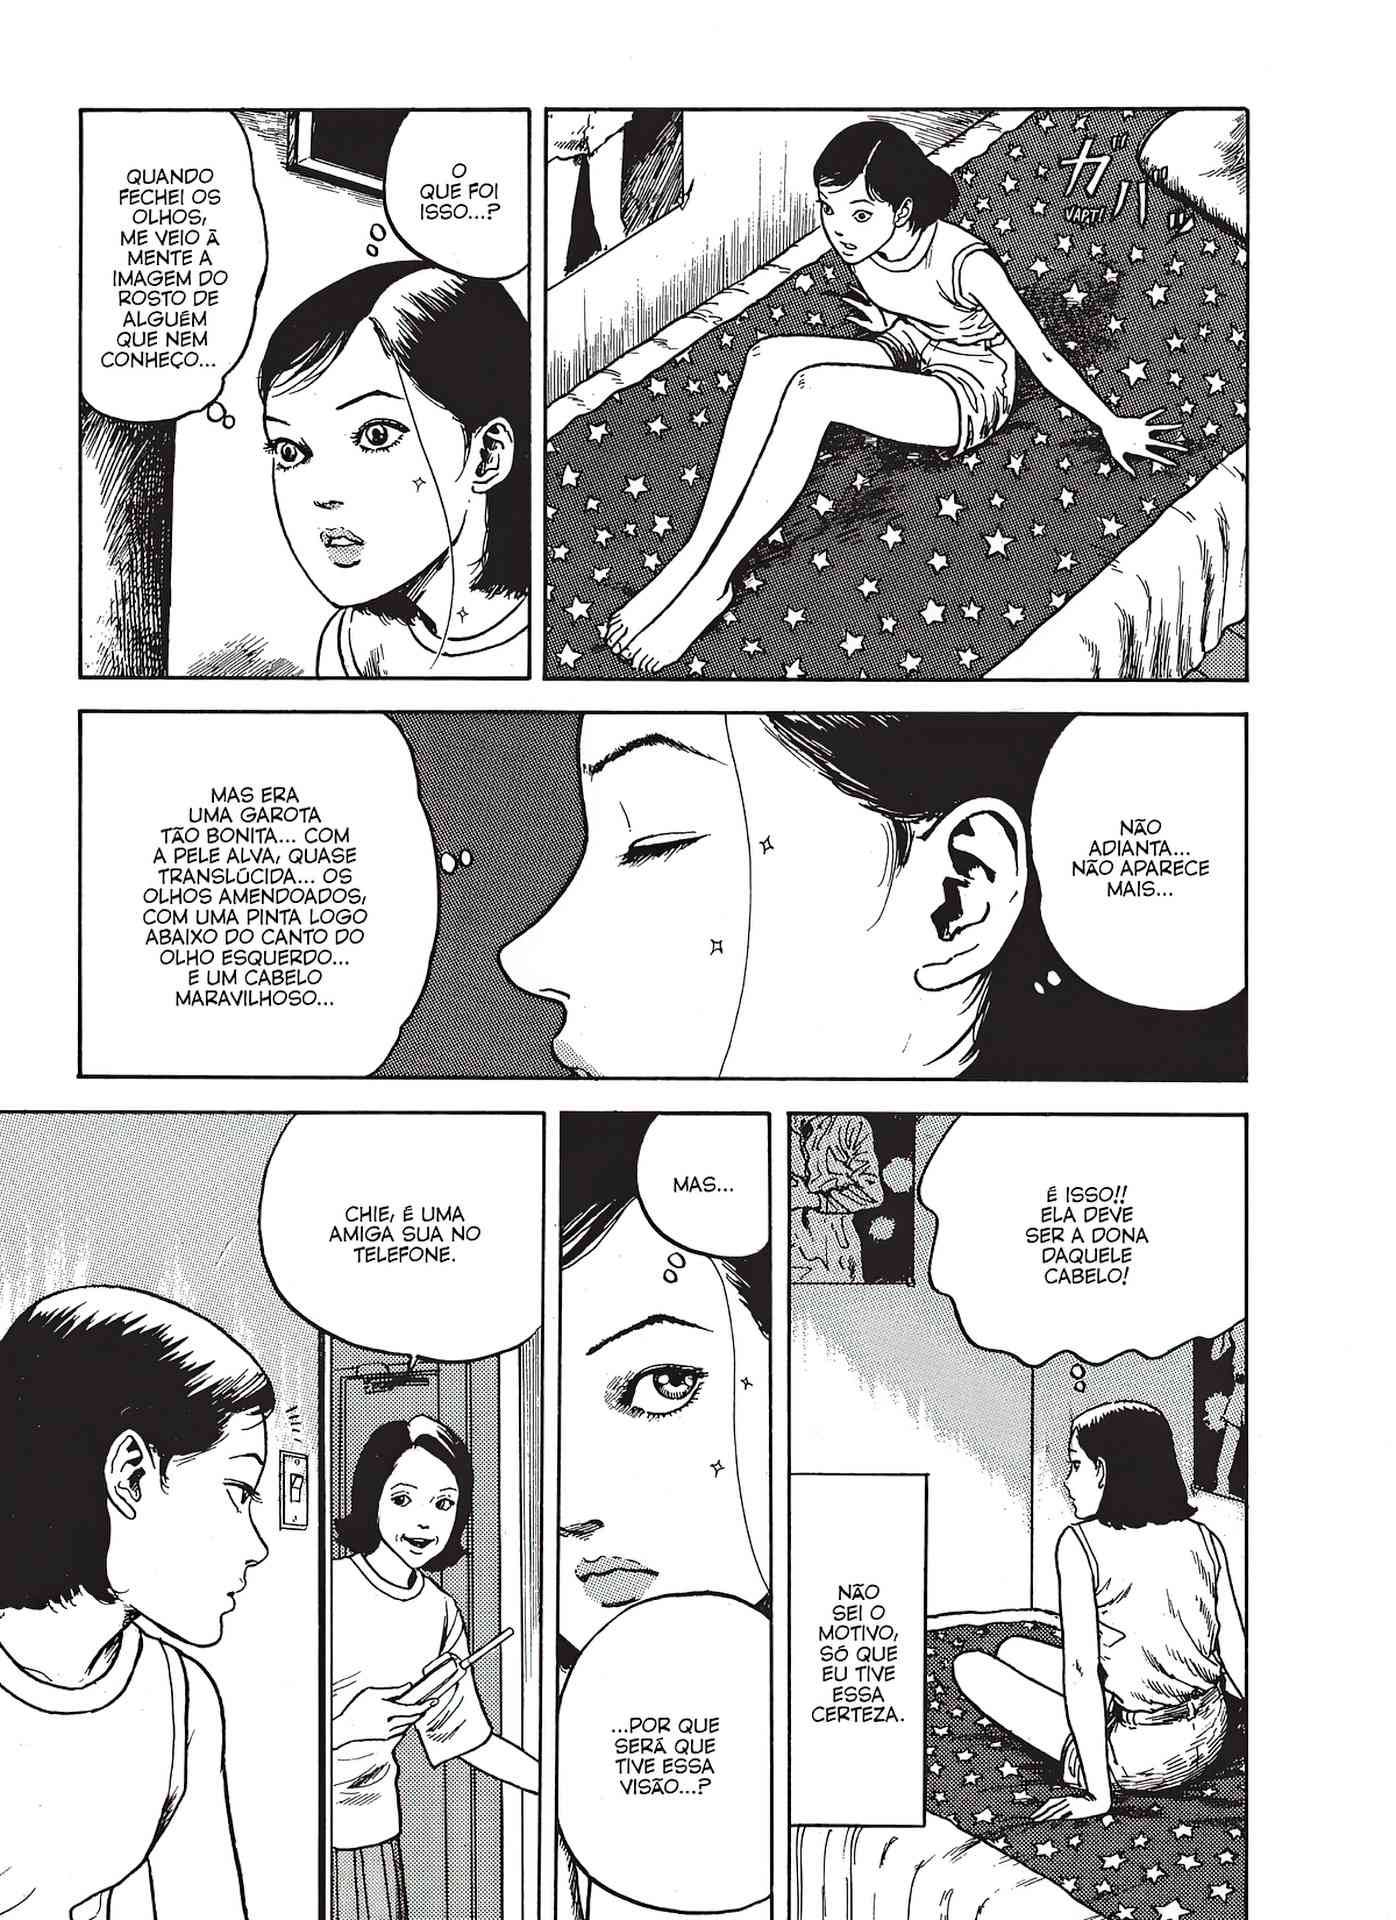 ガバッ
VAPT!
O
QUE FOI
ISSO...?
QUANDO
FECHEI OS
OLHOS,
ME VEIO À
MENTE A
IMAGEM DO
ROSTO DE
ALGUÉM
QUE NEM
CONHEÇO...
NÃO
ADIANTA...
NÃO APARECE
MAIS...
MAS ERA
UMA GAROTA
TÃO BONITA... COM
A PELE ALVA, QUASE
TRANSLÚCIDA... OS
OLHOS AMENDOADOS,
COM UMA PINTA LOGO
ABAIXO DO CANTO DO
OLHO ESQUERDO...
E UM CABELO
MARAVILHOSO...
É ISSO!!
ELA DEVE
SER A DONA
DAQUELE
CABELO!
NÃO
SEI O
MOTIVO,
SÓ QUE
EU TIVE
ESSA
CERTEZA.
MAS...
...POR QUE
SERÁ QUE
TIVE ESSA
VISÃO...?
CHIE, É UMA
AMIGA SUA NO
TELEFONE.